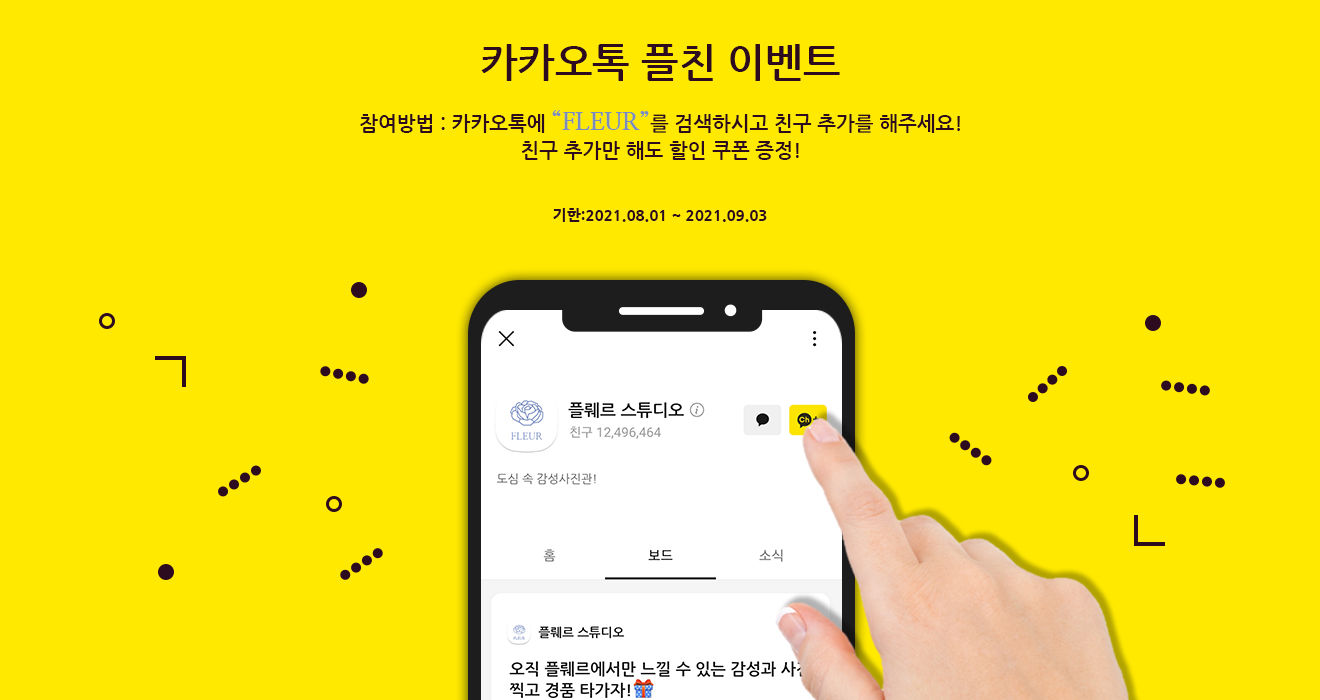 카카오톡 플친 이벤트
참여방법 : 카카오톡에 “FLEUR”를 검색하시고 친구 추가를 해주세요!
친구 추가만 해도 할인 쿠폰 증정!
기한:2021.08.01 ~ 2021.09.03
플뤠르 스튜디오
친구 12,496,464
FLEUR
Ch+
도심 속 감성사진관!
홈 보드 소식
플뤠르 스튜디오
오직 플뤠르에서만 느낄 수 있는 감성과
찍고 경품 타가자!